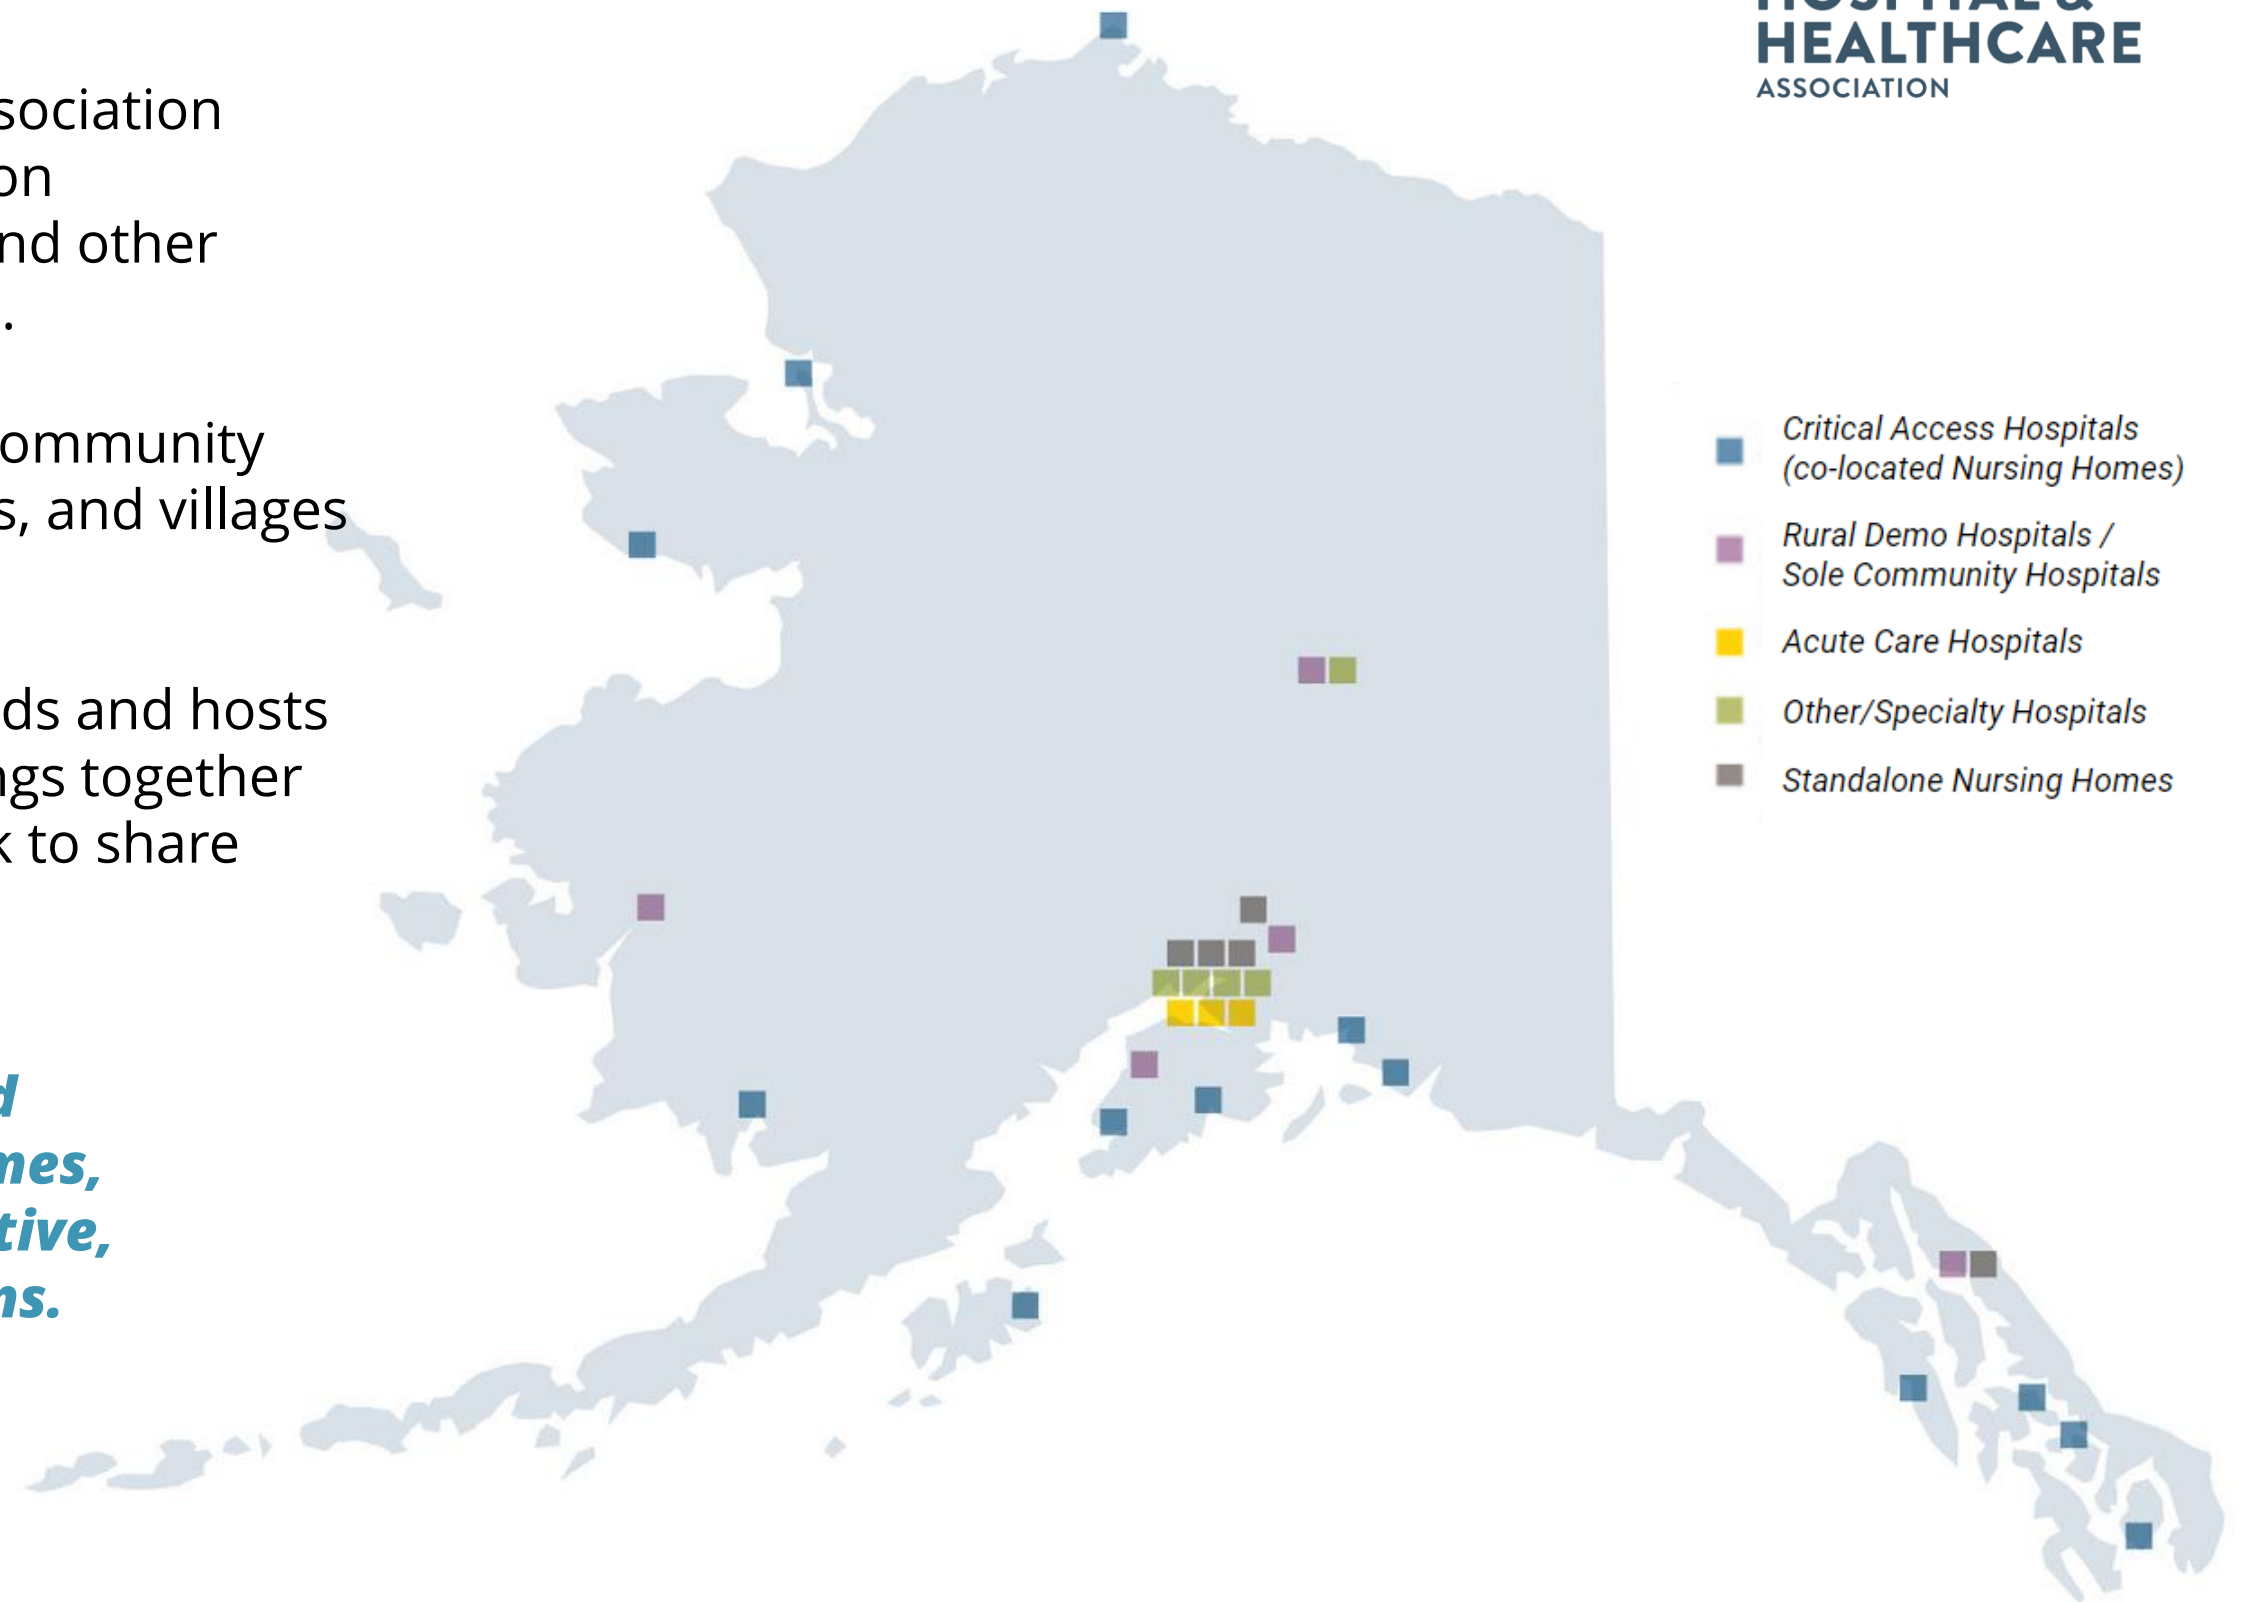 HOSPITAL &
HEALTHCARE
ASSOCIATION
sociation
on
nd other
.
ommunity
s, and villages
ds and hosts
ngs together
k to share
d
mes,
tive,
ns.
Critical Access Hospitals
(co-located Nursing Homes)
Rural Demo Hospitals /
Sole Community Hospitals
Acute Care Hospitals
Other/Specialty Hospitals
Standalone Nursing Homes